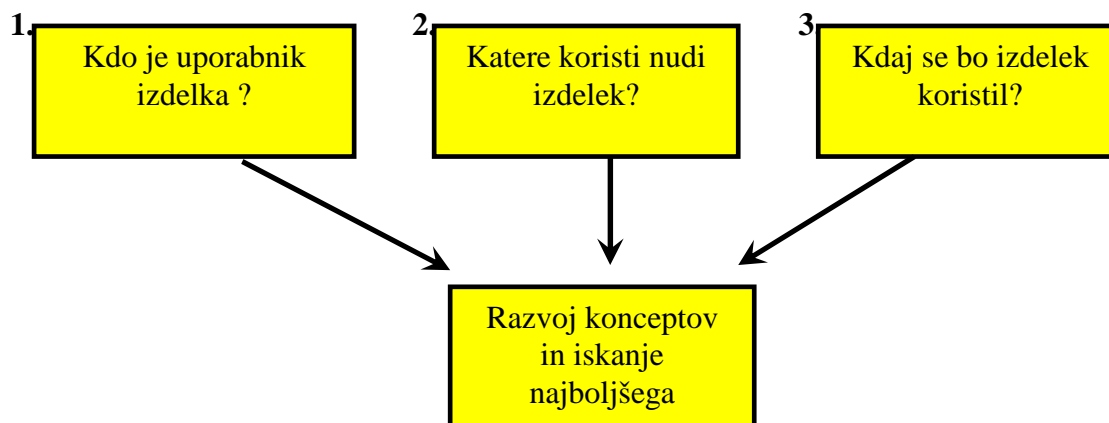 1.
Kdo je uporabnik
izdelka ?
2.
Katere koristi nudi
izdelek?
3
Kdaj se bo izdelek
koristil?
Razvoj konceptov
in iskanje
najboljšega